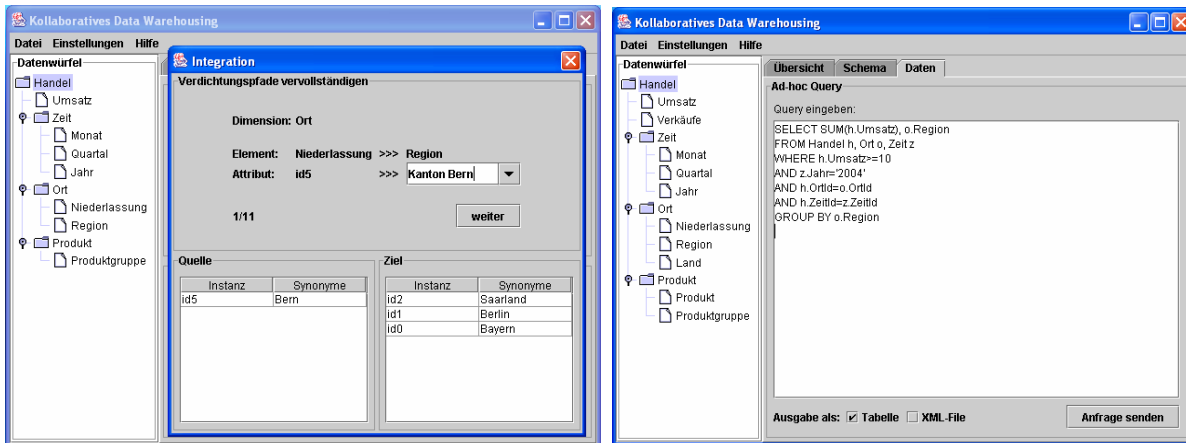 Kollaboratives Data Warehousing
Datei Einstellungen Hilfe
Datenwürfel
Handel
Umsatz
Zeit
Monat
Quartal
Jahr
Ort
Niederlassung
Region
Produkt
Produktgruppe
Integration
Verdichtungspfade vervollständigen
Dimension: Ort
Element: Niederlassung >>> Region
Attribut: id5 >>> Kanton Bern
1/11 weiter
Quelle
Instanz Synonyme
id5 Bern
Ziel
Instanz Synonyme
id2 Saarland
id1 Berlin
id0 Bayern
Kollaboratives Data Warehousing
Datei Einstellungen Hilfe
Datenwürfel
Handel
Umsatz
Verkäufe
Zeit
Monat
Quartal
Jahr
Ort
Niederlassung
Region
Land
Produkt
Produkt
Produktgruppe
Übersicht Schema Daten
Ad-hoc Query
Query eingeben:
SELECT SUM(h.Umsatz), o.Region
FROM Handel h, Ort o, Zeit z
WHERE h.Umsatz>=10
AND z.Jahr='2004'
AND h.OrtId=o.OrtId
AND h.ZeitId=z.ZeitId
GROUP BY o.Region
Ausgabe als: Tabelle XML-File Anfrage senden